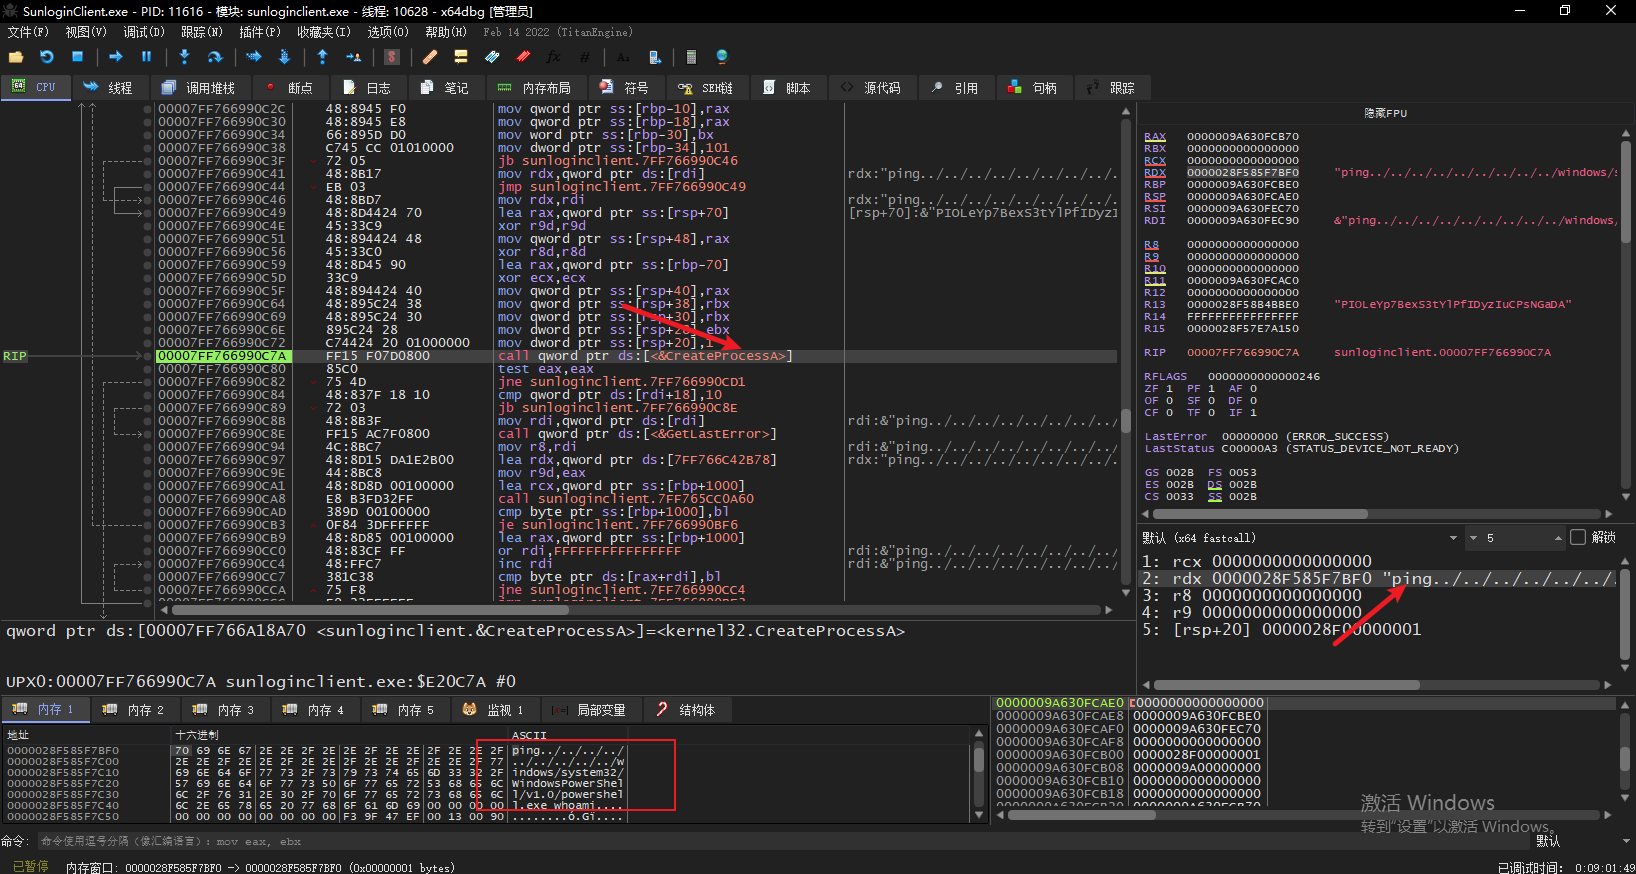 SunloginClient.exe - PID: 11616 - 模块: sunloginclient.exe - 线程: 10628 - x64dbg [管理员]
文件(F) 视图(V) 调试(D) 跟踪(N) 插件(P) 收藏夹(I) 选项(O) 帮助(H) Feb 14 2022 (TitanEngine)
CPU 线程 调用堆栈 断点 日志 笔记 内存布局 符号 SEH链 脚本 源代码 引用 句柄 跟踪
00007FF766990C2C 48:8945 F0 mov qword ptr ss:[rbp-10],rax
00007FF766990C30 48:8945 E8 mov qword ptr ss:[rbp-18],rax
00007FF766990C34 66:895D D0 mov word ptr ss:[rbp-30],bx
00007FF766990C38 C745 CC 01010000 mov dword ptr ss:[rbp-34],101
00007FF766990C3F 72 05 jb sunloginclient.7FF766990C46
00007FF766990C41 48:8B17 mov rdx,qword ptr ds:[rdi] rdx:"ping../../../../../../../../..
00007FF766990C44 EB 03 jmp sunloginclient.7FF766990C49
00007FF766990C46 48:8BD7 mov rdx,rdi rdx:"ping../../../../../../../../..
00007FF766990C49 48:8D4424 70 lea rax,qword ptr ss:[rsp+70] [rsp+70]:&"PIOLeYp7BexS3tYlPfIDyzI
00007FF766990C4E 45:33C9 xor r9d,r9d
00007FF766990C51 48:894424 48 mov qword ptr ss:[rsp+48],rax
00007FF766990C56 45:33C0 xor r8d,r8d
00007FF766990C59 48:8D45 90 lea rax,qword ptr ss:[rbp-70]
00007FF766990C5D 33C9 xor ecx,ecx
00007FF766990C5F 48:894424 40 mov qword ptr ss:[rsp+40],rax
00007FF766990C64 48:895C24 38 mov qword ptr ss:[rsp+38],rbx
00007FF766990C69 48:895C24 30 mov qword ptr ss:[rsp+30],rbx
00007FF766990C6E 895C24 28 mov dword ptr ss:[rsp+28],ebx
00007FF766990C72 C74424 20 01000000 mov dword ptr ss:[rsp+20],1
RIP 00007FF766990C7A FF15 F07D0800 call qword ptr ds:[<&CreateProcessA>]
00007FF766990C80 85C0 test eax,eax
00007FF766990C82 75 4D jne sunloginclient.7FF766990CD1
00007FF766990C84 48:837F 18 10 cmp qword ptr ds:[rdi+18],10
00007FF766990C89 72 03 jb sunloginclient.7FF766990C8E
00007FF766990C8B 48:8B3F mov rdi,qword ptr ds:[rdi] rdi:&"ping../../../../../../../../
00007FF766990C8E FF15 AC7F0800 call qword ptr ds:[<&GetLastError>]
00007FF766990C94 4C:8BC7 mov r8,rdi rdi:&"ping../../../../../../../../
00007FF766990C97 48:8D15 DA1E2B00 lea rdx,qword ptr ds:[7FF766C42B78] rdx:"ping../../../../../../../../..
00007FF766990C9E 44:8BC8 mov r9d,eax
00007FF766990CA1 48:8D8D 00100000 lea rcx,qword ptr ss:[rbp+1000]
00007FF766990CA8 E8 B3FD32FF call sunloginclient.7FF765CC0A60
00007FF766990CAD 389D 00100000 cmp byte ptr ss:[rbp+1000],bl
00007FF766990CB3 0F84 3DFFFFFF je sunloginclient.7FF766990BF6
00007FF766990CB9 48:8D85 00100000 lea rax,qword ptr ss:[rbp+1000]
00007FF766990CC0 48:83CF FF or rdi,FFFFFFFFFFFFFFFF rdi:&"ping../../../../../../../../
00007FF766990CC4 48:FFC7 inc rdi rdi:&"ping../../../../../../../../
00007FF766990CC7 381C38 cmp byte ptr ds:[rax+rdi],bl
00007FF766990CCA 75 F8 jne sunloginclient.7FF766990CC4
隐藏FPU
RAX 0000009A630FCB70
RBX 0000000000000000
RCX 0000000000000000
RDX 0000028F585F7BF0 "ping../../../../../../../../../../windows/s
RBP 0000009A630FCBE0
RSP 0000009A630FCAE0
RSI 0000009A630FEC70
RDI 0000009A630FEC90 &"ping../../../../../../../../../../windows/
R8 0000000000000000
R9 0000000000000000
R10 0000000000000000
R11 0000009A630FCAC0
R12 0000000000000000
R13 0000028F58B4BBE0 "PIOLeYp7BexS3tYlPfIDyzIuCPsNGaDA"
R14 FFFFFFFFFFFFFFFF
R15 0000028F57E7A150
RIP 00007FF766990C7A sunloginclient.00007FF766990C7A
RFLAGS 0000000000000246
ZF 1 PF 1 AF 0
OF 0 SF 0 DF 0
CF 0 TF 0 IF 1
LastError 00000000 (ERROR_SUCCESS)
LastStatus C00000A3 (STATUS_DEVICE_NOT_READY)
GS 002B FS 0053
ES 002B DS 002B
CS 0033 SS 002B
默认 (x64 fastcall) 5 解锁
1: rcx 0000000000000000
2: rdx 0000028F585F7BF0 "ping../../../../../../.
3: r8 0000000000000000
4: r9 0000000000000000
5: [rsp+20] 0000028F00000001
qword ptr ds:[00007FF766A18A70 <sunloginclient.&CreateProcessA>]=<kernel32.CreateProcessA>
UPX0:00007FF766990C7A sunloginclient.exe:$E20C7A #0
内存 1 内存 2 内存 3 内存 4 内存 5 监视 1 局部变量 结构体
地址 十六进制 ASCII
0000028F585F7BF0 70 69 6E 67 2E 2E 2F 2E 2E 2F 2E 2E 2F 2E 2E 2F ping../../../../
0000028F585F7C00 2E 2E 2F 2E 2E 2F 2E 2E 2F 2E 2E 2F 2E 2E 2F 77 ../../../../../w
0000028F585F7C10 69 6E 64 6F 77 73 2F 73 79 73 74 65 6D 33 32 2F indows/system32/
0000028F585F7C20 57 69 6E 64 6F 77 73 50 6F 77 65 72 53 68 65 6C WindowsPowerShel
0000028F585F7C30 6C 2F 76 31 2E 30 2F 70 6F 77 65 72 73 68 65 6C l/v1.0/powershel
0000028F585F7C40 6C 2E 65 78 65 20 77 68 6F 61 6D 69 00 00 00 00 l.exe whoami....
0000028F585F7C50 00 00 00 00 00 00 00 00 F3 9F 47 EF 00 13 00 90 ........ó.Gï....
0000009A630FCAE0 0000000000000000
0000009A630FCAE8 0000009A630FCBE0
0000009A630FCAF0 0000009A630FEC70
0000009A630FCAF8 0000000000000000
0000009A630FCB00 0000028F00000001
0000009A630FCB08 0000009A00000000
0000009A630FCB10 0000000000000000
0000009A630FCB18 0000000000000000
激活 Windows
转到"设置"以激活 Windows。
命令: 命令使用逗号分隔（像汇编语言）: mov eax, ebx 默认
已暂停 内存窗口: 0000028F585F7BF0 -> 0000028F585F7BF0 (0x00000001 bytes) 已调试时间: 0:09:01:49